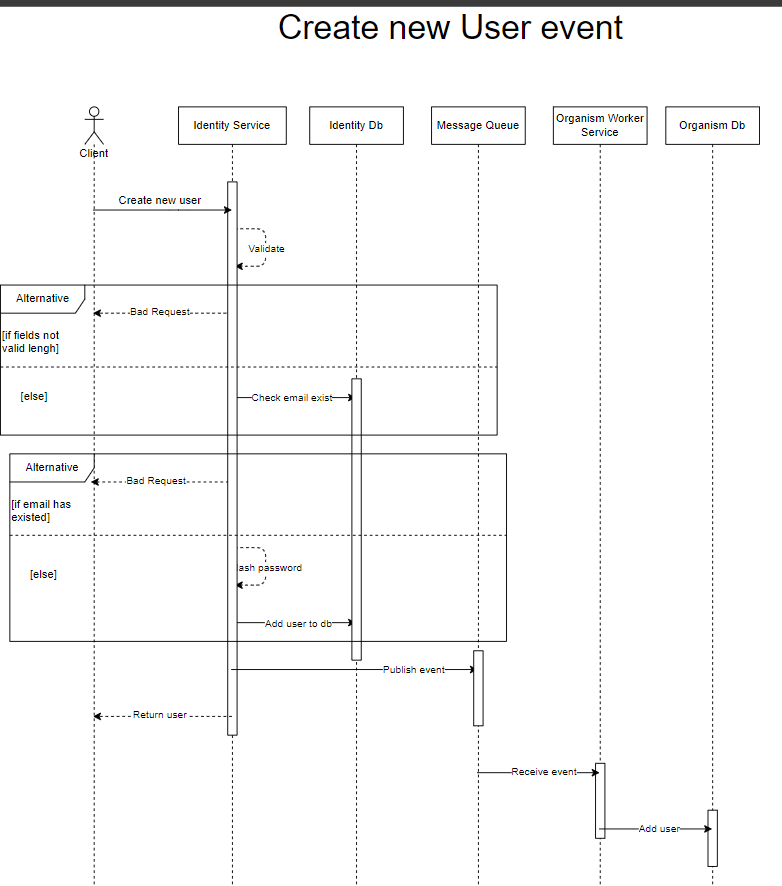 Create new User event
Client
Identity Service
Identity Db
Message Queue
Organism Worker
Service
Organism Db
Create new user
Validate
Alternative
Bad Request
[if fields not
valid lengh]
[else]
Check email exist
Alternative
Bad Request
[if email has
existed]
[else]
ash password
Add user to db
Publish event
Return user
Receive event
Add user